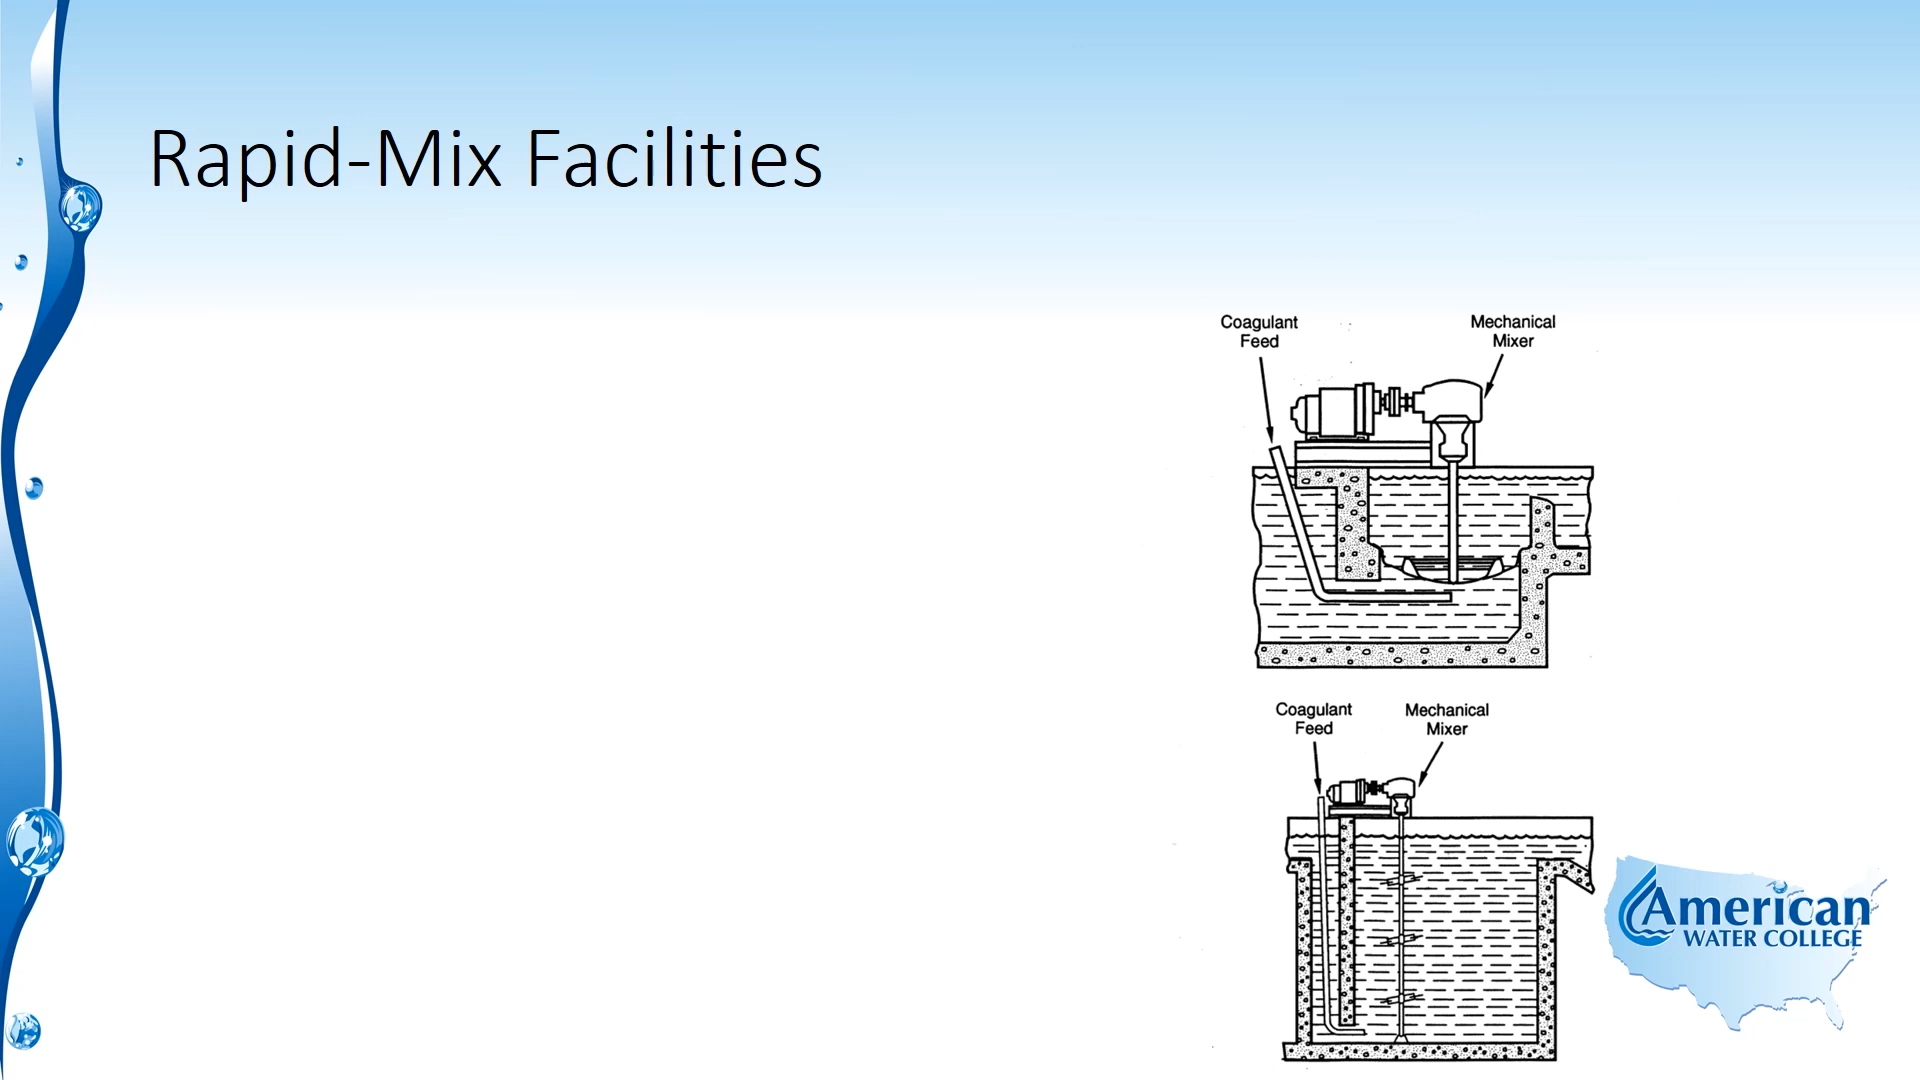 Rapid-Mix Facilities
Coagulant
Feed
Mechanical
Mixer
Coagulant
Feed
Mechanical
Mixer
American
WATER COLLEGE